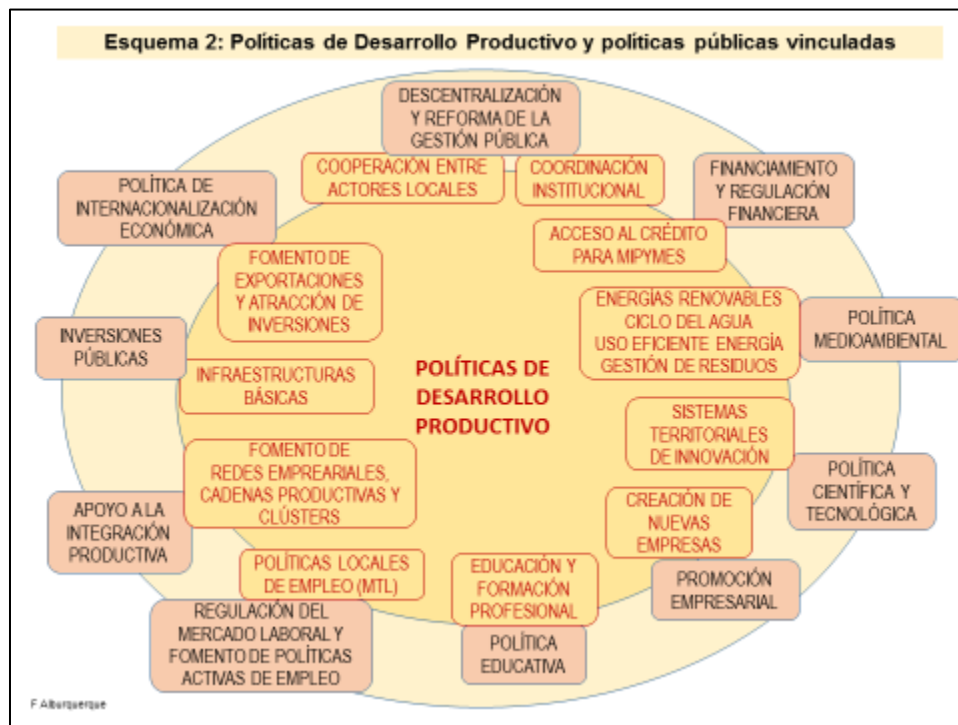 Esquema 2: Políticas de Desarrollo Productivo y políticas públicas vinculadas
DESCENTRALIZACIÓN
Y REFORMA DE LA
GESTIÓN PÚBLICA
COOPERACIÓN ENTRE
ACTORES LOCALES
COORDINACIÓN
INSTITUCIONAL
FINANCIAMIENTO
Y REGULACIÓN
FINANCIERA
POLÍTICA DE
INTERNACIONALIZACIÓN
ECONÓMICA
ACCESO AL CRÉDITO
PARA MIPYMES
FOMENTO DE
EXPORTACIONES
Y ATRACCIÓN DE
INVERSIONES
ENERGÍAS RENOVABLES
CICLO DEL AGUA
USO EFICIENTE ENERGÍA
GESTIÓN DE RESIDUOS
POLÍTICA
MEDIOAMBIENTAL
INVERSIONES
PÚBLICAS
INFRAESTRUCTURAS
BÁSICAS
POLÍTICAS DE
DESARROLLO
PRODUCTIVO
SISTEMAS
TERRITORIALES
DE INNOVACIÓN
FOMENTO DE
REDES EMPREARIALES,
CADENAS PRODUCTIVAS Y
CLÚSTERS
POLÍTICA
CIENTÍFICA Y
TECNOLÓGICA
APOYO A LA
INTEGRACIÓN
PRODUCTIVA
CREACIÓN DE
NUEVAS
EMPRESAS
POLÍTICAS LOCALES
DE EMPLEO (MTL)
EDUCACIÓN Y
FORMACIÓN
PROFESIONAL
PROMOCIÓN
EMPRESARIAL
REGULACIÓN DEL
MERCADO LABORAL Y
FOMENTO DE POLÍTICAS
ACTIVAS DE EMPLEO
POLÍTICA
EDUCATIVA
F Alburquerque